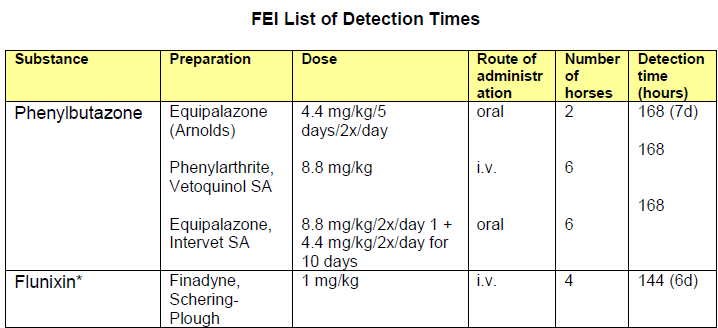 FEI List of Detection Times
Substance Preparation Dose Route of administr ation Number of horses Detection time (hours)
Phenylbutazone Equipalazone 4.4 mg/kg/5 oral 2 168 (7d)
(Arnolds) days/2x/day
168
Phenylarthrite, 8.8 mg/kg i.v. 6
Vetoquinol SA
168
Equipalazone, 8.8 mg/kg/2x/day 1 + oral 6
Intervet SA 4.4 mg/kg/2x/day for
10 days
Flunixin* Finadyne, 1 mg/kg i.v. 4 144 (6d)
Schering-
Plough